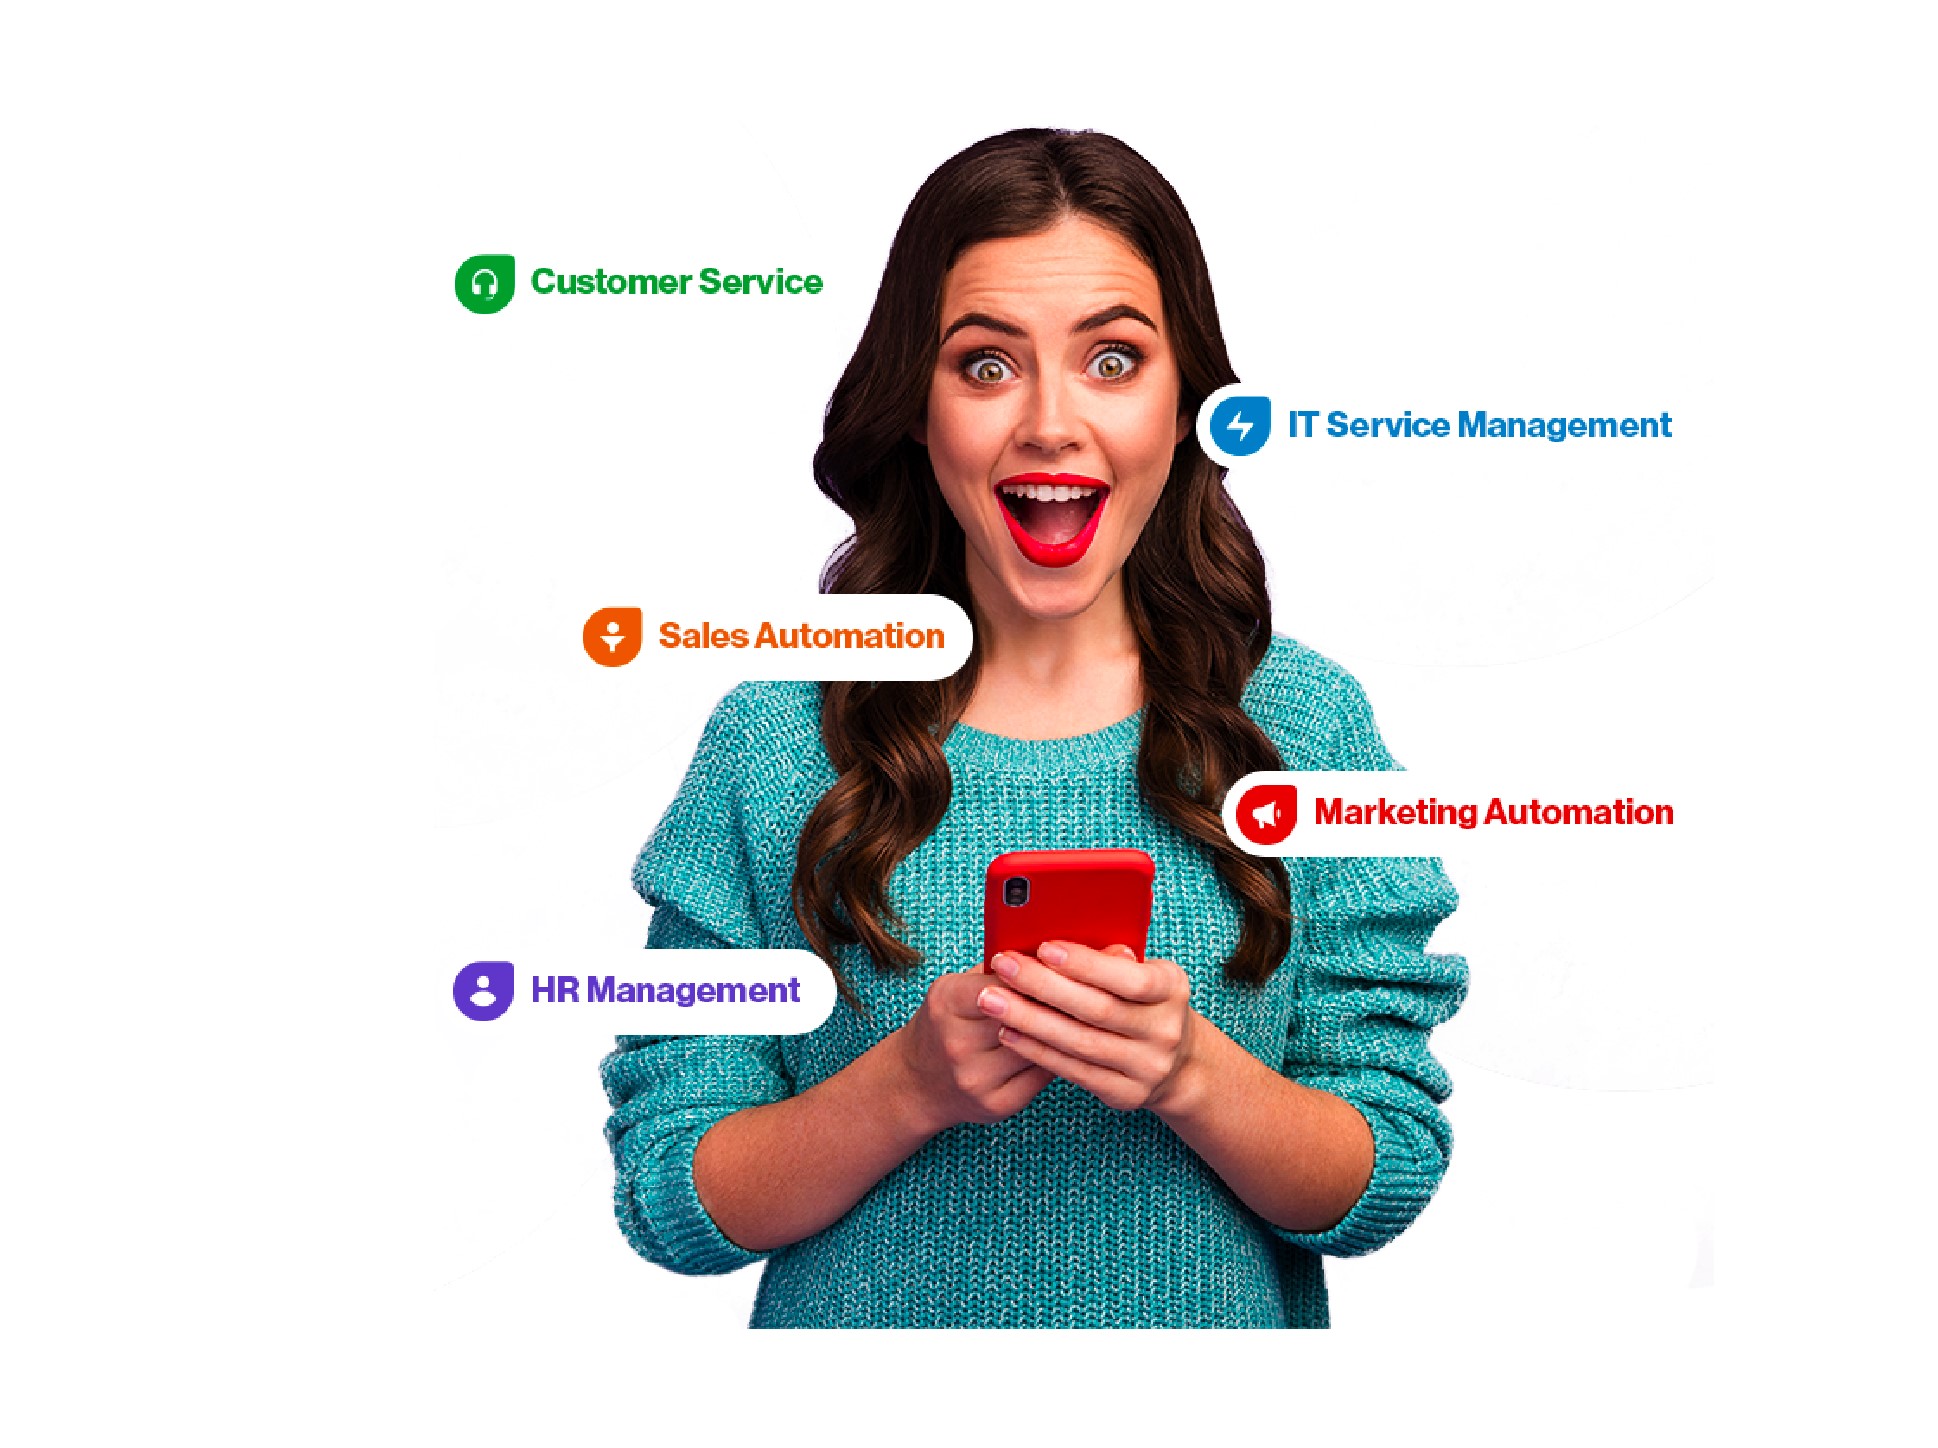 Customer Service
IT Service Management
Sales Automation
Marketing Automation
HR Management